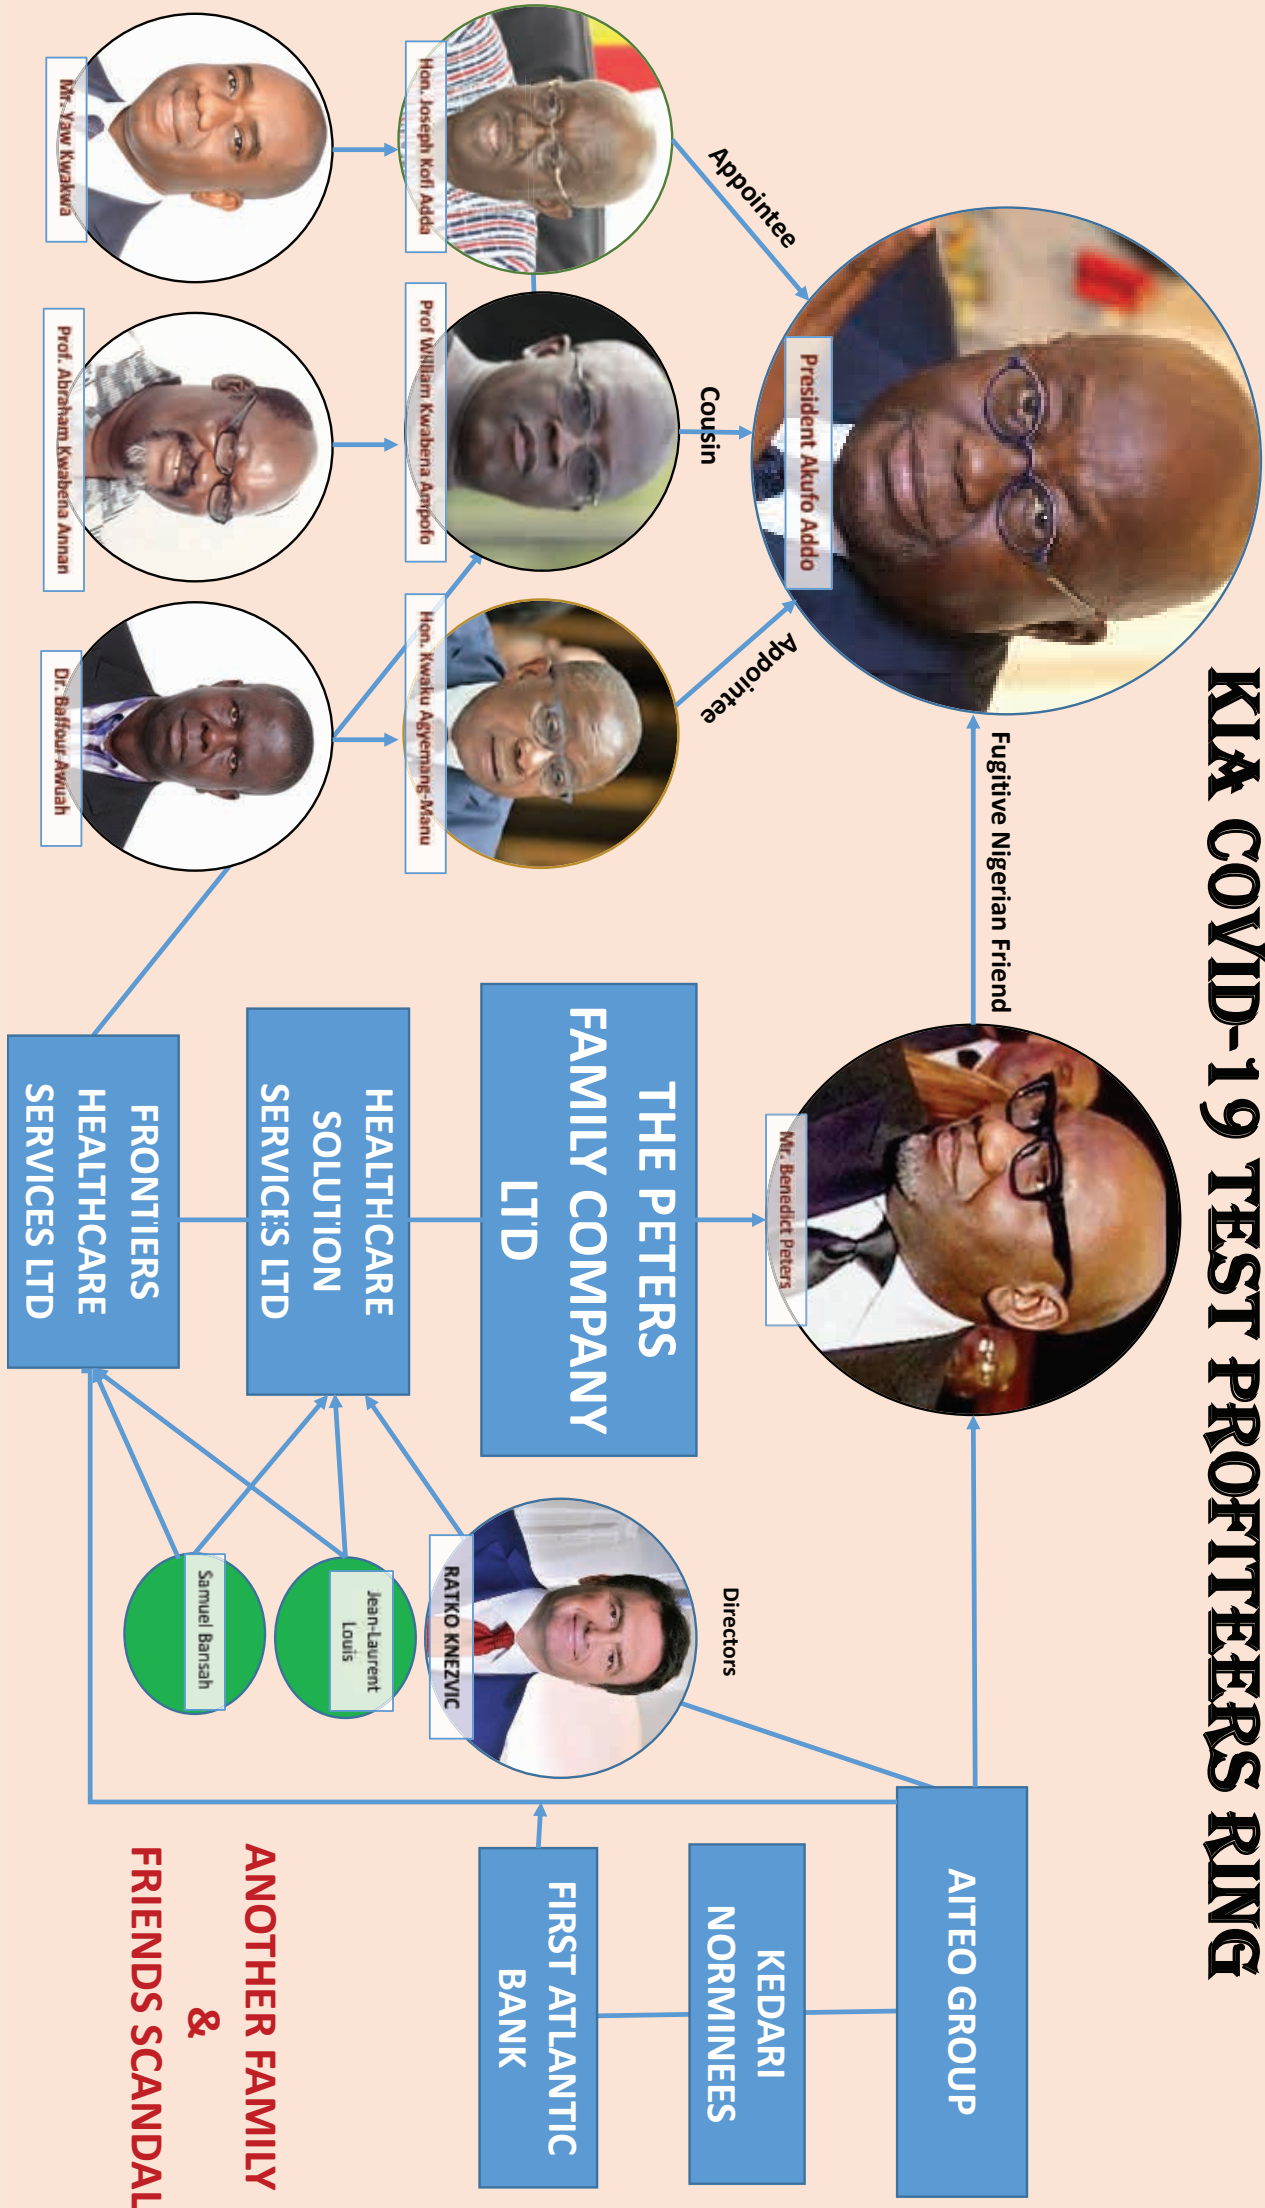 KIA COVID-19 TEST PROFITEERS RING
President Akufo Addo
Fugitive Nigerian Friend
Mr. Benedict Peters
AITEO GROUP
Appointee
Cousin
Appointee
Hon. Joseph Kofi Adda
Prof William Kwabena Ampofo
Hon. Kwaku Agyemang-Manu
THE PETERS
FAMILY COMPANY
LTD
Directors
RATKO KNEZVIC
KEDARI
NORMINEES
FIRST ATLANTIC
BANK
HEALTHCARE
SOLUTION
SERVICES LTD
Jean-Laurent
Louis
Samuel Bansah
Mr. Yaw Kwakwa
Prof. Abraham Kwabena Annan
Dr. Baffour Awuah
FRONTIERS
HEALTHCARE
SERVICES LTD
ANOTHER FAMILY
&
FRIENDS SCANDAL